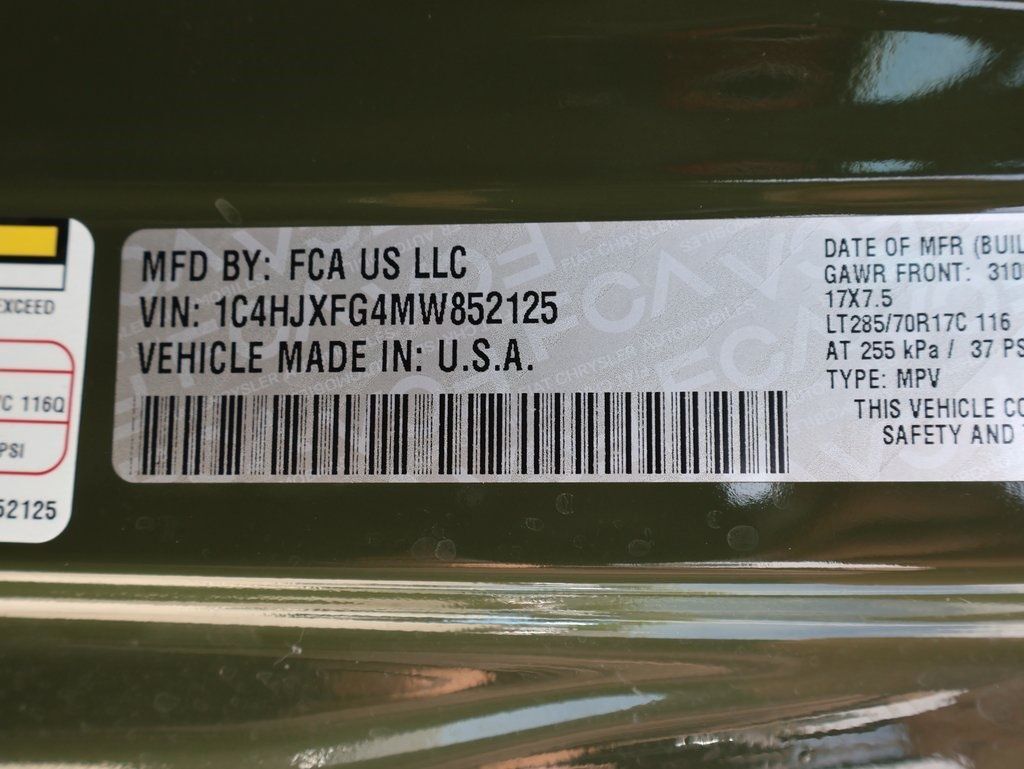 EXCEED
C 116Q
PSI
52125
MFD BY: FCA US LLC
VIN: 1C4HJXFG4MW852125
VEHICLE MADE IN: U.S.A.
DATE OF MFR (BUIL
GAWR FRONT: 310
17X7.5
LT285/70R17C 116
AT 255 kPa / 37 PS
TYPE: MPV
THIS VEHICLE CO
SAFETY AND